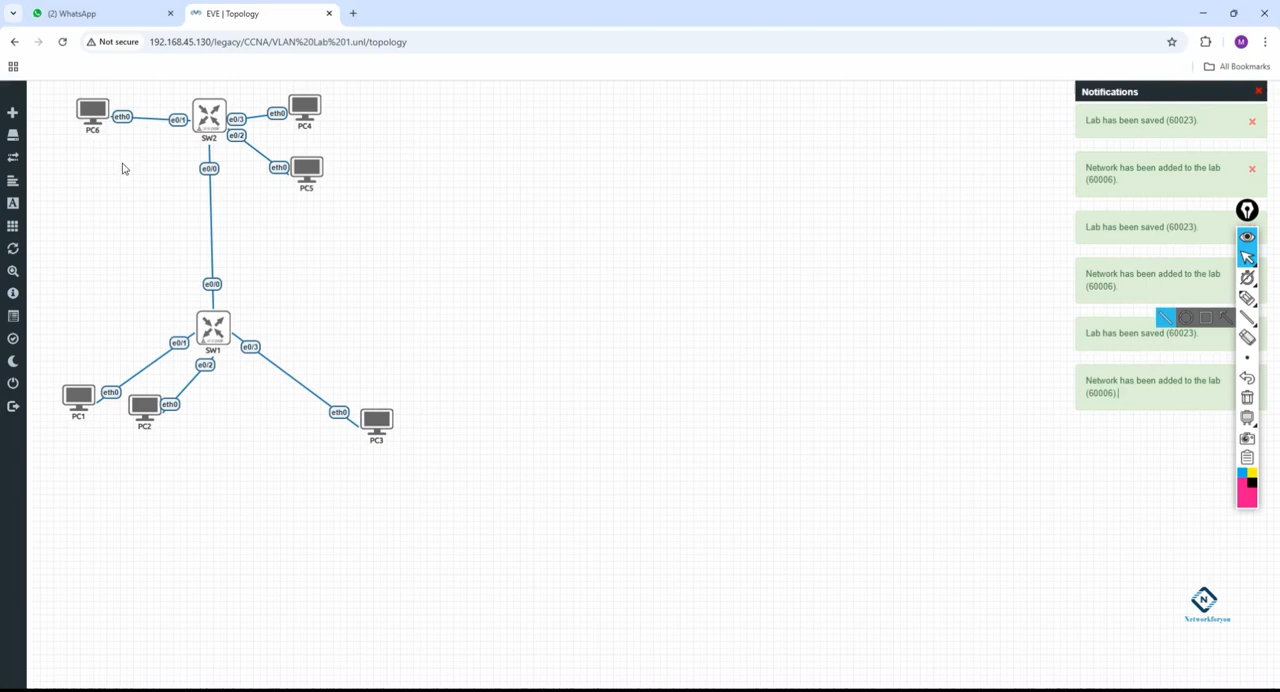 (2) WhatsApp
EVE | Topology
Not secure
192.168.45.130/legacy/CCNA/VLAN%20Lab%201.unl/topology
M
All Bookmarks
Notifications
Lab has been saved (60023).
Network has been added to the lab
(60006).
Lab has been saved (60023).
Network has been added to the lab
(60006).
Lab has been saved (60023).
Network has been added to the lab
(60006).
PC6
eth0
e0/1
SW2
e0/3
eth0
PC4
e0/2
eth0
PC5
e0/0
e0/0
SW1
e0/1
e0/3
e0/2
eth0
PC1
eth0
PC2
eth0
PC3
A
N
Networkforyou